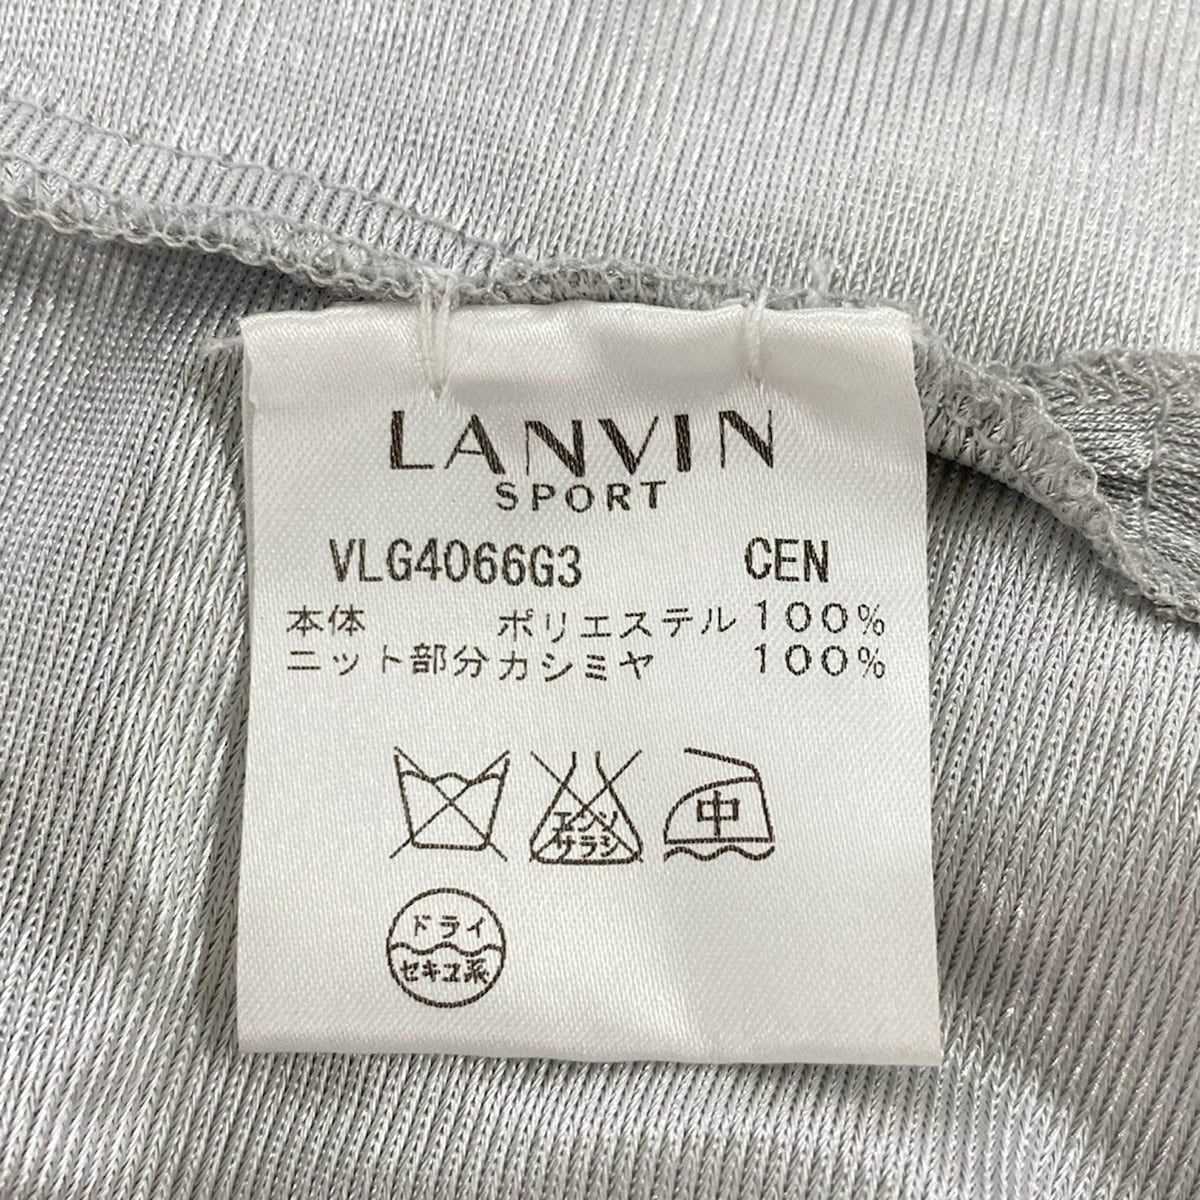 LANVIN
SPORT
VLG4066G3 CEN
本体 ポリエステル 100%
ニット部分 カシミヤ 100%
エンソ
サラシ
中
ドライ
セキユ系